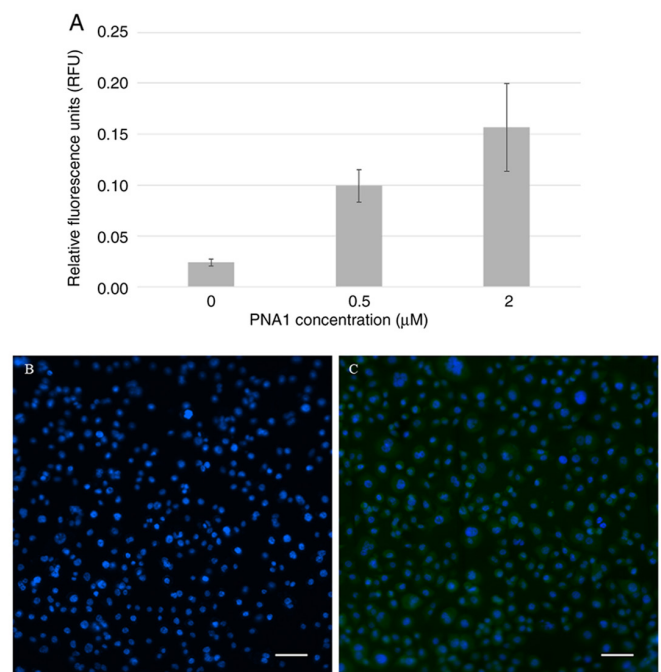 A
Relative fluorescence units (RFU)
0.25
0.20
0.15
0.10
0.05
0.00
0 0.5 2
PNA1 concentration (μM)
B C